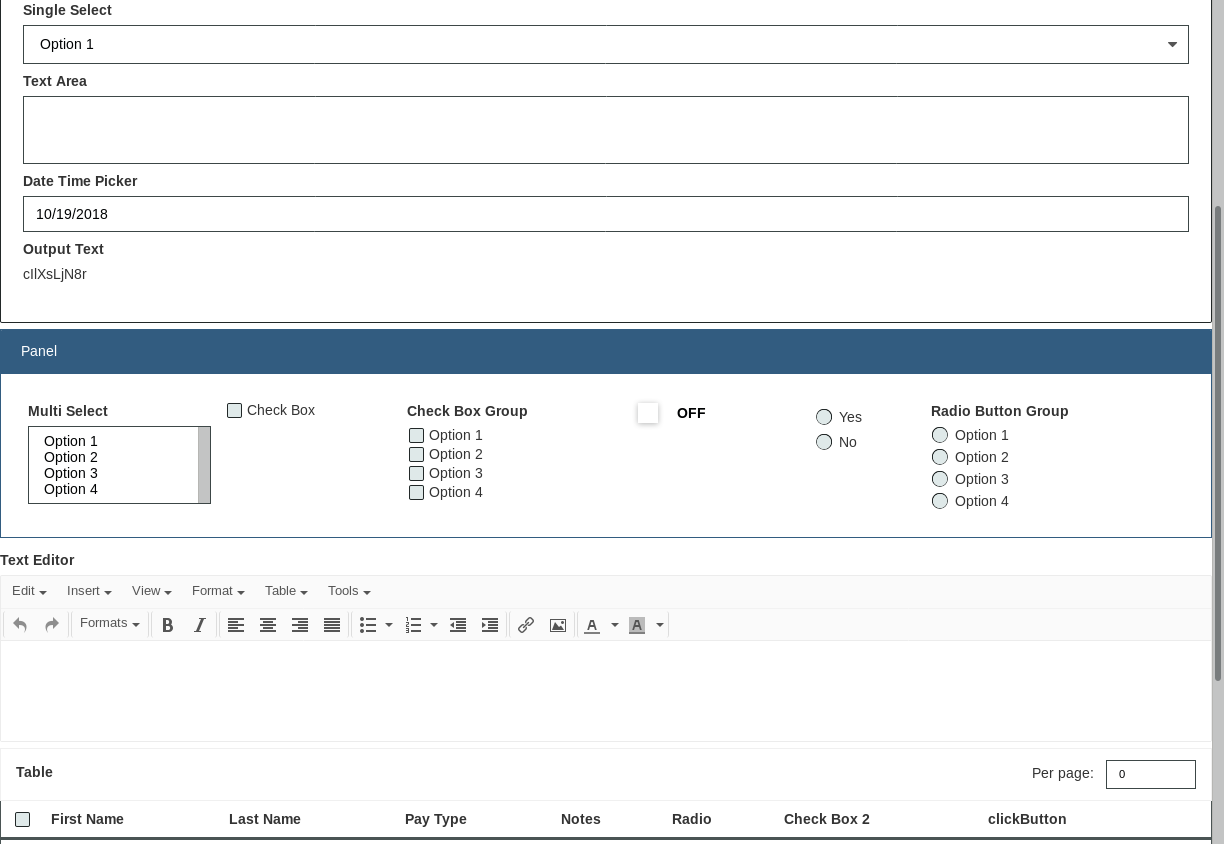 Single Select
Option 1
Text Area
Date Time Picker
10/19/2018
Output Text
cIlXsLjN8r
Panel
Multi Select
Option 1
Option 2
Option 3
Option 4
Check Box
Check Box Group
Option 1
Option 2
Option 3
Option 4
OFF
Yes
No
Radio Button Group
Option 1
Option 2
Option 3
Option 4
Text Editor
Edit Insert View Format Table Tools
Formats B I A A
Table Per page: 0
First Name Last Name Pay Type Notes Radio Check Box 2 clickButton